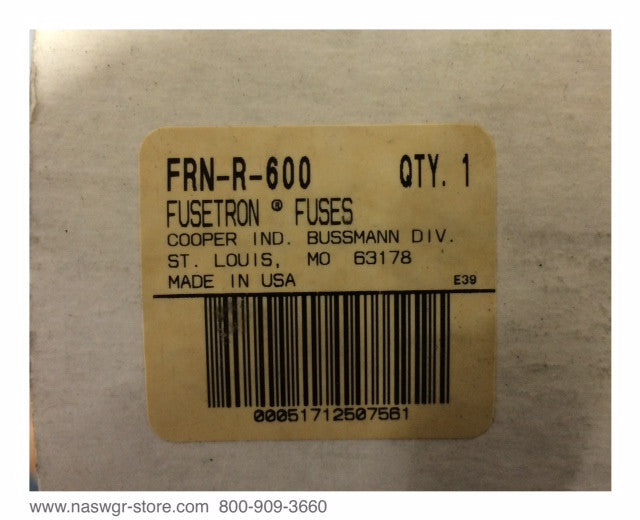 FRN-R-600 QTY. 1
FUSETRON ® FUSES
COOPER IND. BUSSMANN DIV.
ST. LOUIS, MO 63178
MADE IN USA E39
00051712507561
www.naswgr-store.com 800-909-3660